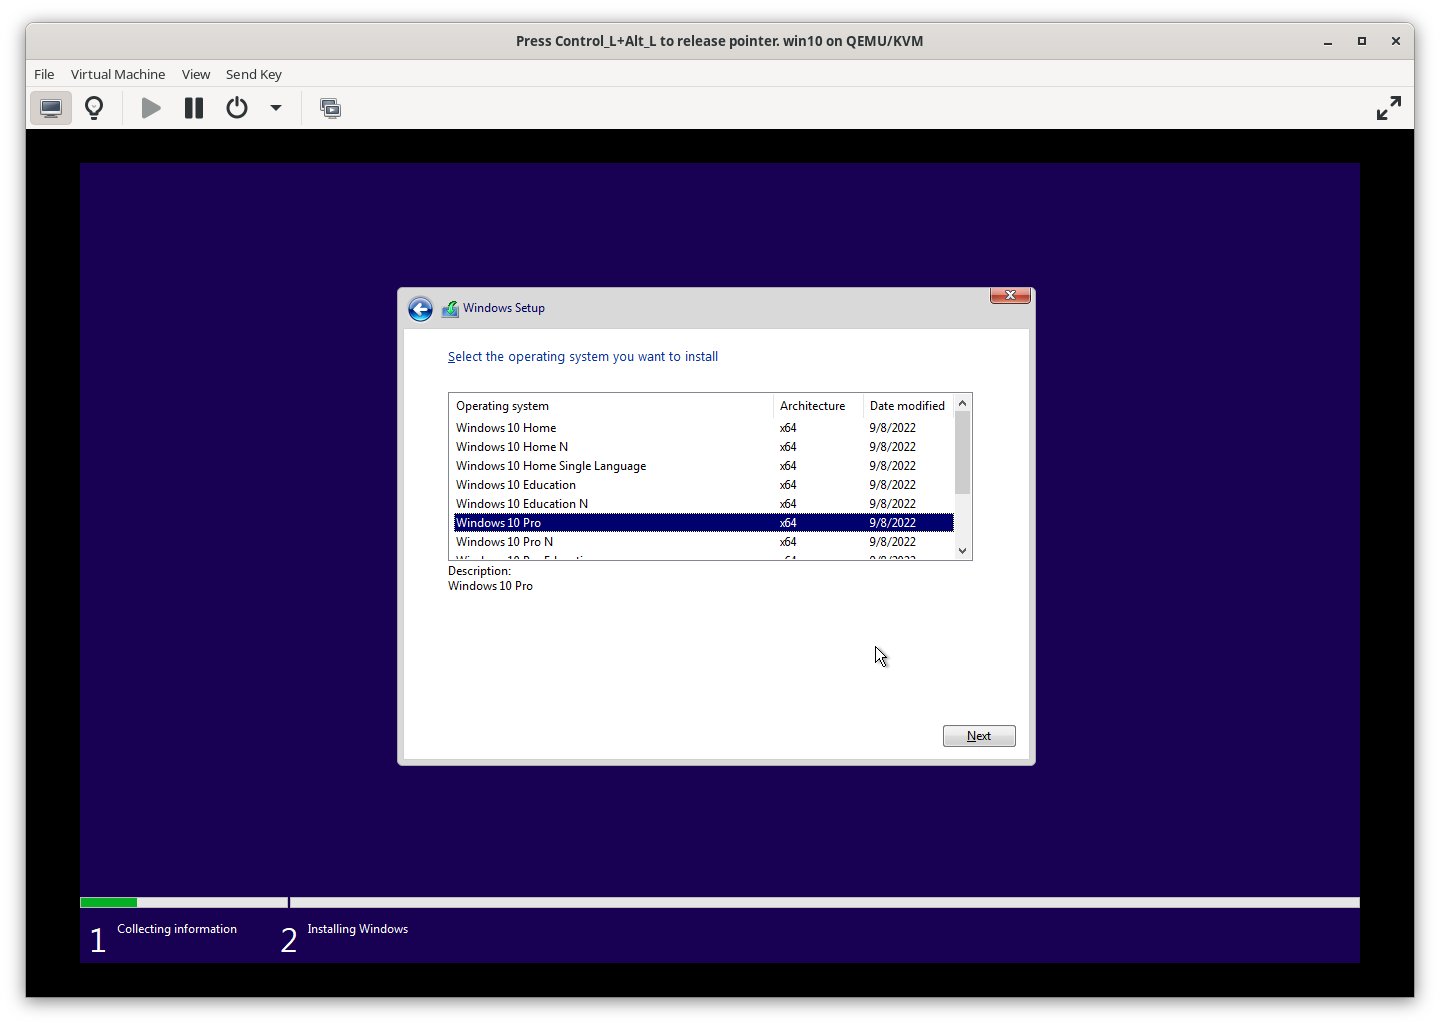 Press Control_L+Alt_L to release pointer. win10 on QEMU/KVM
File Virtual Machine View Send Key
Windows Setup
Select the operating system you want to install
Operating system Architecture Date modified
Windows 10 Home x64 9/8/2022
Windows 10 Home N x64 9/8/2022
Windows 10 Home Single Language x64 9/8/2022
Windows 10 Education x64 9/8/2022
Windows 10 Education N x64 9/8/2022
Windows 10 Pro x64 9/8/2022
Windows 10 Pro N x64 9/8/2022
Description:
Windows 10 Pro
Next
1 Collecting information 2 Installing Windows